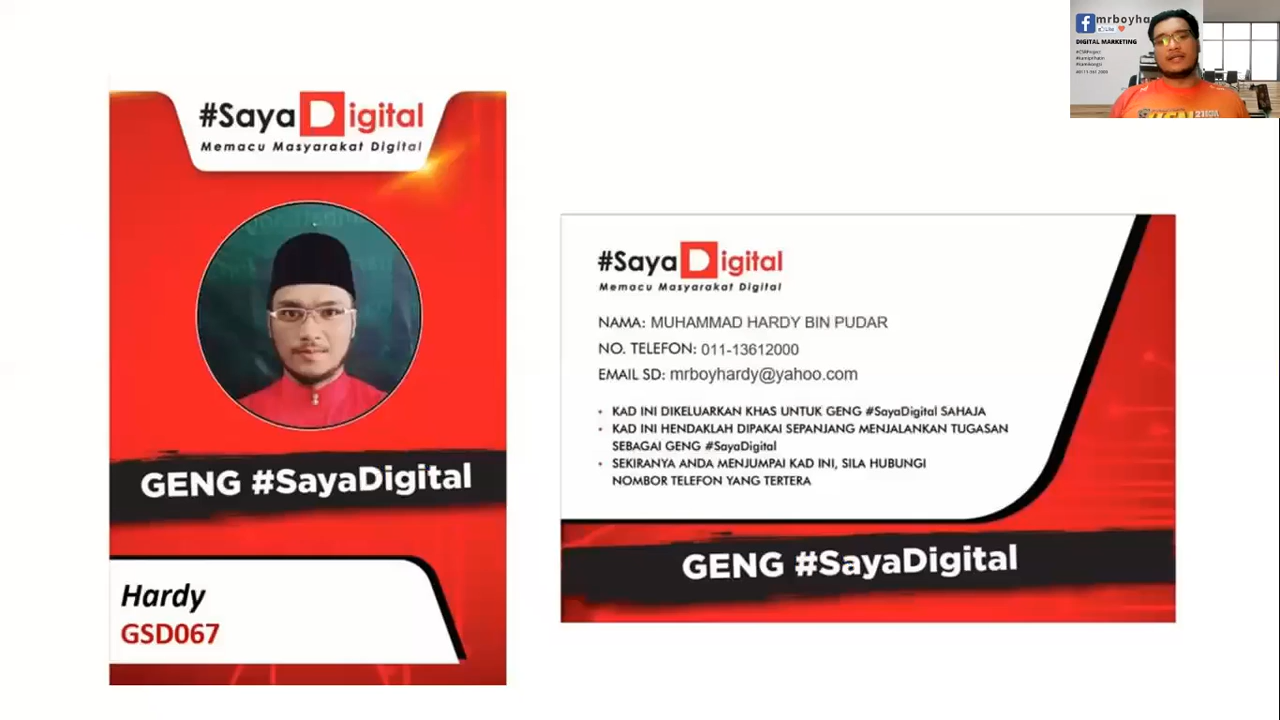 #SayaDigital
Memacu Masyarakat Digital
GENG #SayaDigital
Hardy
GSD067
#SayaDigital
Memacu Masyarakat Digital
NAMA: MUHAMMAD HARDY BIN PUDAR
NO. TELEFON: 011-13612000
EMAIL SD: mrboyhardy@yahoo.com
• KAD INI DIKELUARKAN KHAS UNTUK GENG #SayaDigital SAHAJA
• KAD INI HENDAKLAH DIPAKAI SEPANJANG MENJALANKAN TUGASAN
SEBAGAI GENG #SayaDigital
• SEKIRANYA ANDA MENJUMPAI KAD INI, SILA HUBUNGI
NOMBOR TELEFON YANG TERTERA
GENG #SayaDigital
f mrboyha
Like
DIGITAL MARKETING